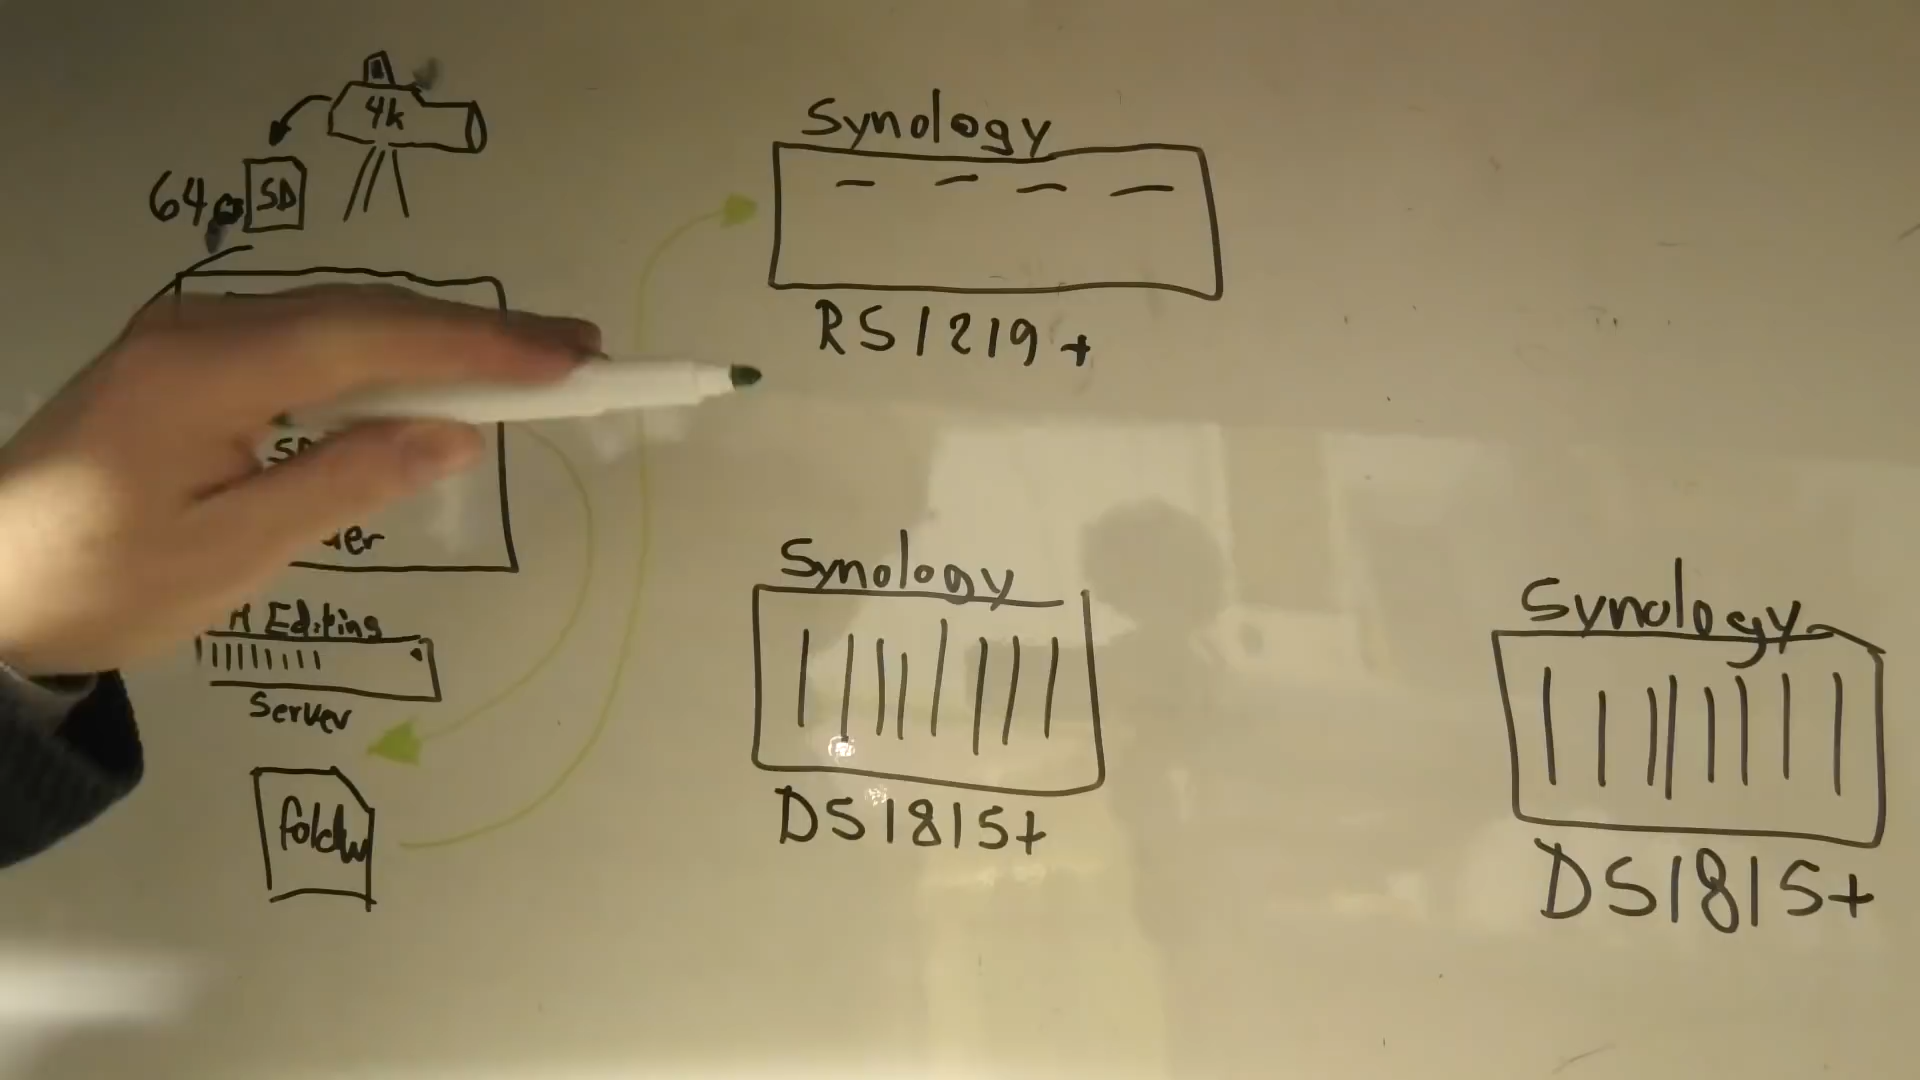 4k
64
SD
Synology
RS1219+
Editing
Server
folder
Synology
DS1815+
Synology
DS1815+